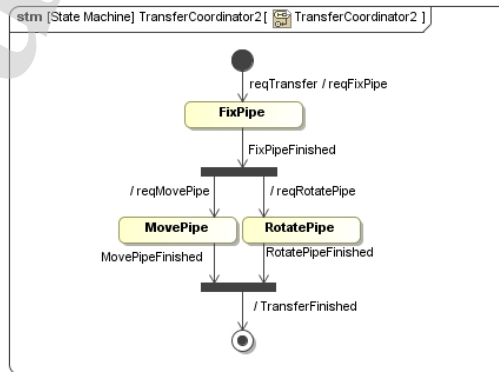 stm [State Machine] TransferCoordinator2 [ TransferCoordinator2 ]
reqTransfer / reqFixPipe
FixPipe
FixPipeFinished
/ reqMovePipe
/ reqRotatePipe
MovePipe
RotatePipe
MovePipeFinished
RotatePipeFinished
/ TransferFinished